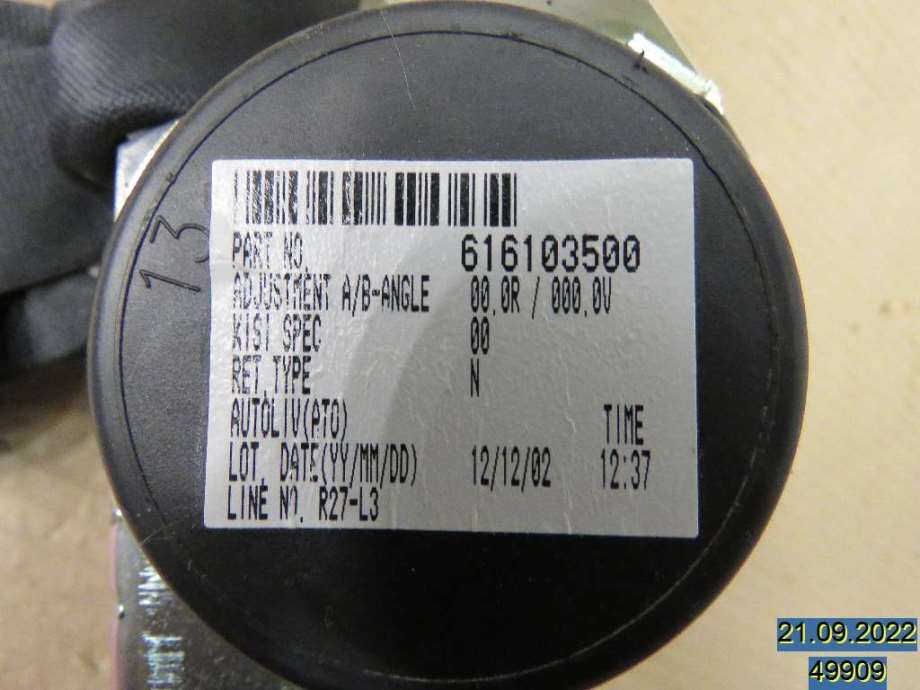 13
PART NO. 616103500
ADJUSTMENT A/B-ANGLE 00.0R / 000.0V
KISI SPEC 00
RET.TYPE N
AUTOLIV(ATO) TIME
LOT. DATE(YY/MM/DD) 12/12/02 12:37
LINE NO. R27-L3
21.09.2022
49909